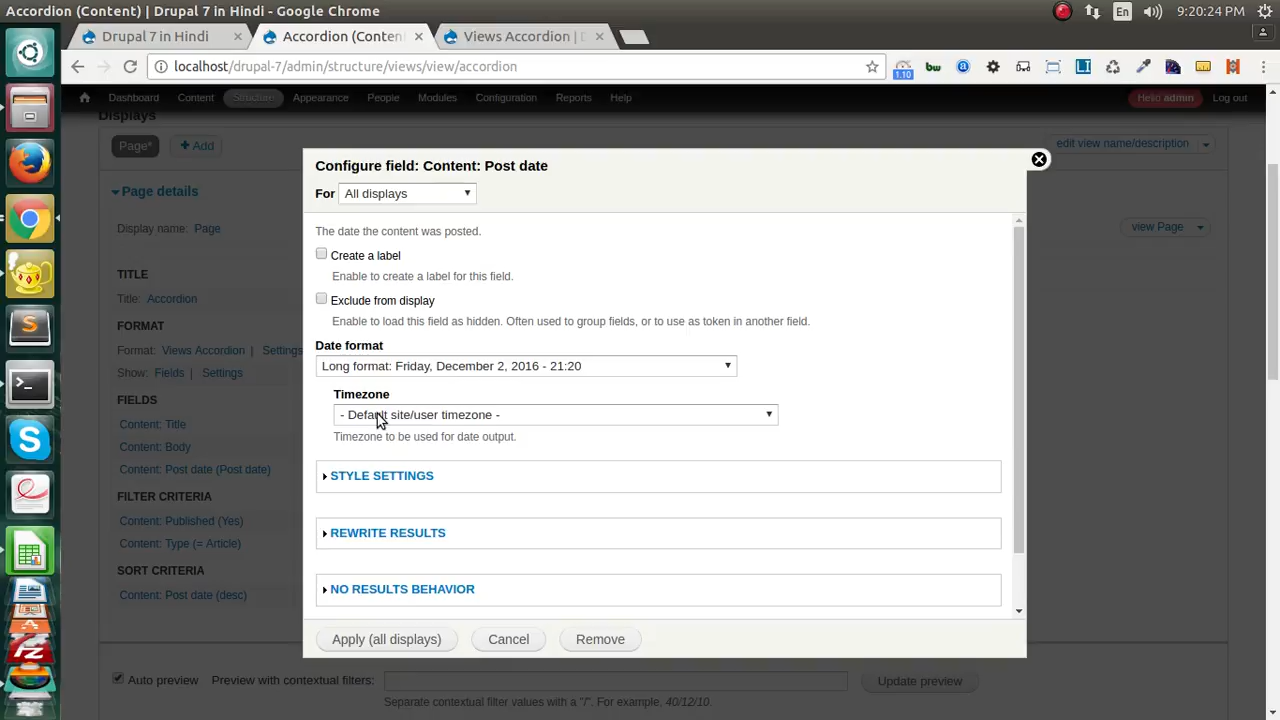 Accordion (Content) | Drupal 7 in Hindi - Google Chrome
En
9:20:24 PM
Drupal 7 in Hindi
Accordion (Conten
Views Accordion | D
localhost/drupal-7/admin/structure/views/view/accordion
1.10
bw
Dashboard
Content
Structure
Appearance
People
Modules
Configuration
Reports
Help
Hello admin
Log out
Displays
Page*
Add
edit view name/description
Page details
Display name: Page
view Page
TITLE
Title: Accordion
FORMAT
Format: Views Accordion | Settings
Show: Fields | Settings
FIELDS
Content: Title
Content: Body
Content: Post date (Post date)
FILTER CRITERIA
Content: Published (Yes)
Content: Type (= Article)
SORT CRITERIA
Content: Post date (desc)
Configure field: Content: Post date
For All displays
The date the content was posted.
Create a label
Enable to create a label for this field.
Exclude from display
Enable to load this field as hidden. Often used to group fields, or to use as token in another field.
Date format
Long format: Friday, December 2, 2016 - 21:20
Timezone
- Default site/user timezone -
Timezone to be used for date output.
STYLE SETTINGS
REWRITE RESULTS
NO RESULTS BEHAVIOR
Apply (all displays)
Cancel
Remove
Auto preview
Preview with contextual filters:
Update preview
Separate contextual filter values with a "/". For example, 40/12/10.